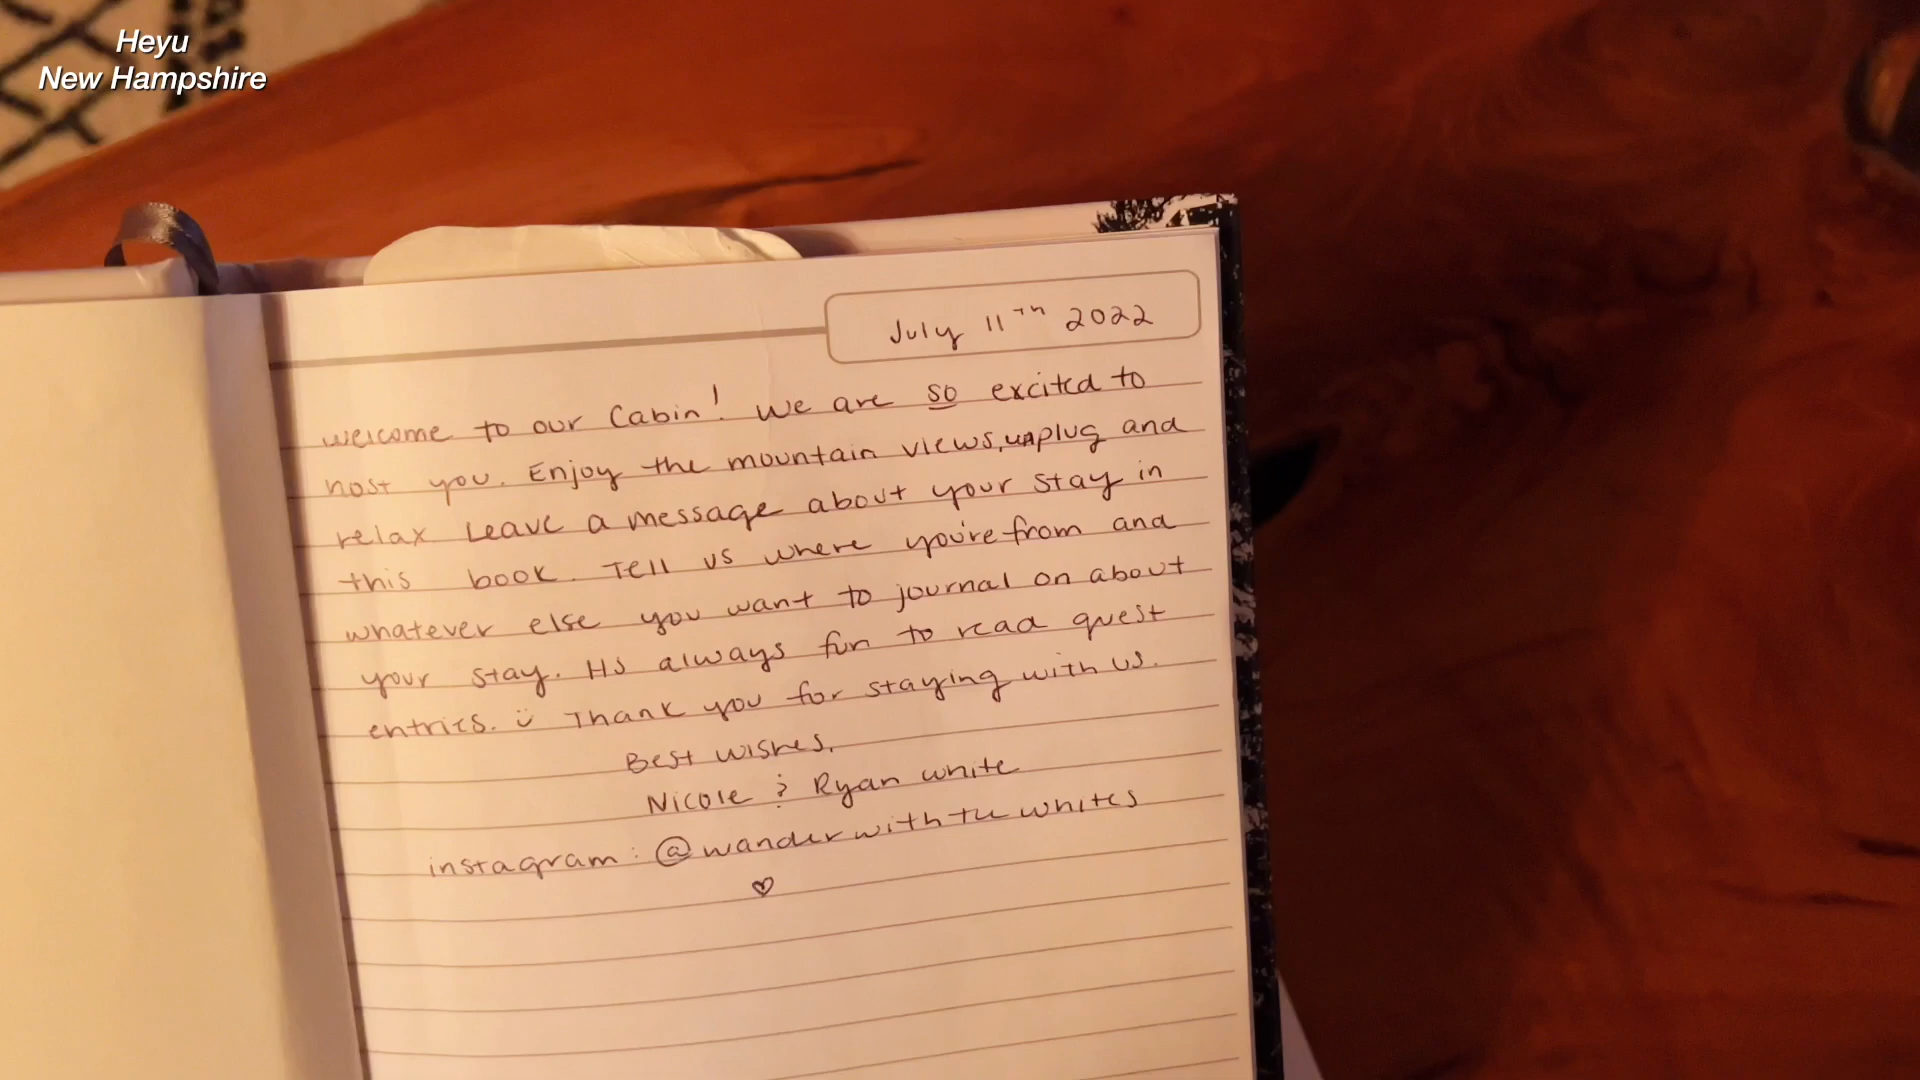 Heyu
New Hampshire
July 11th 2022
Welcome to our Cabin! We are so excited to
host you. Enjoy the mountain views, unplug and
relax Leave a message about your stay in
this book. Tell us where you're from and
whatever else you want to journal on about
your stay. Its always fun to read guest
entries. ü Thank you for staying with us.
Best wishes,
Nicole & Ryan White
instagram: @wanderwiththewhites
♡